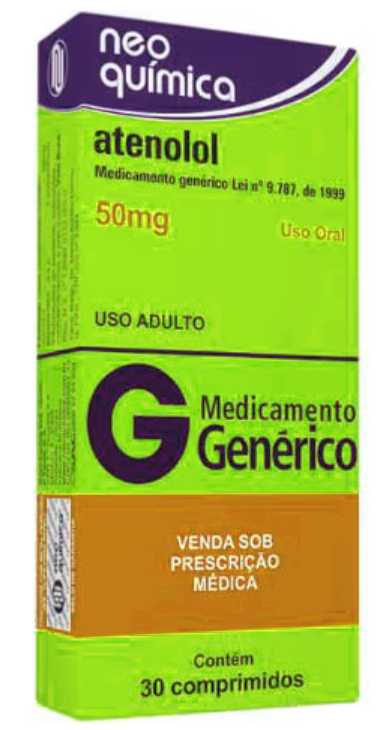 neo
química
atenolol
Medicamento genérico Lei nº 9.787, de 1999
50mg
Uso Oral
USO ADULTO
G Medicamento
Genérico
VENDA SOB
PRESCRIÇÃO
MÉDICA
Contém
30 comprimidos